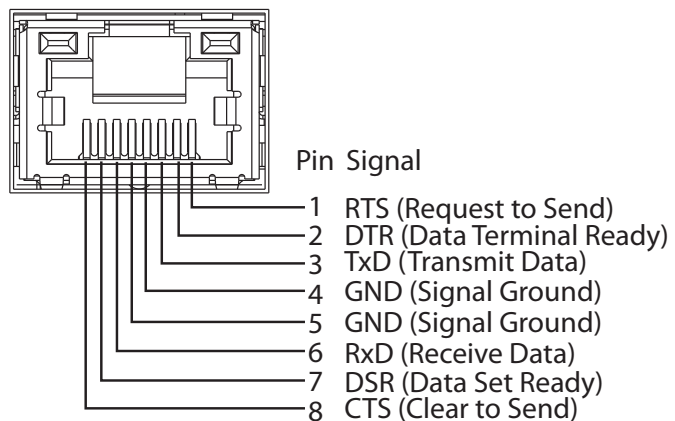 Pin Signal
1 RTS (Request to Send)
2 DTR (Data Terminal Ready)
3 TxD (Transmit Data)
4 GND (Signal Ground)
5 GND (Signal Ground)
6 RxD (Receive Data)
7 DSR (Data Set Ready)
8 CTS (Clear to Send)